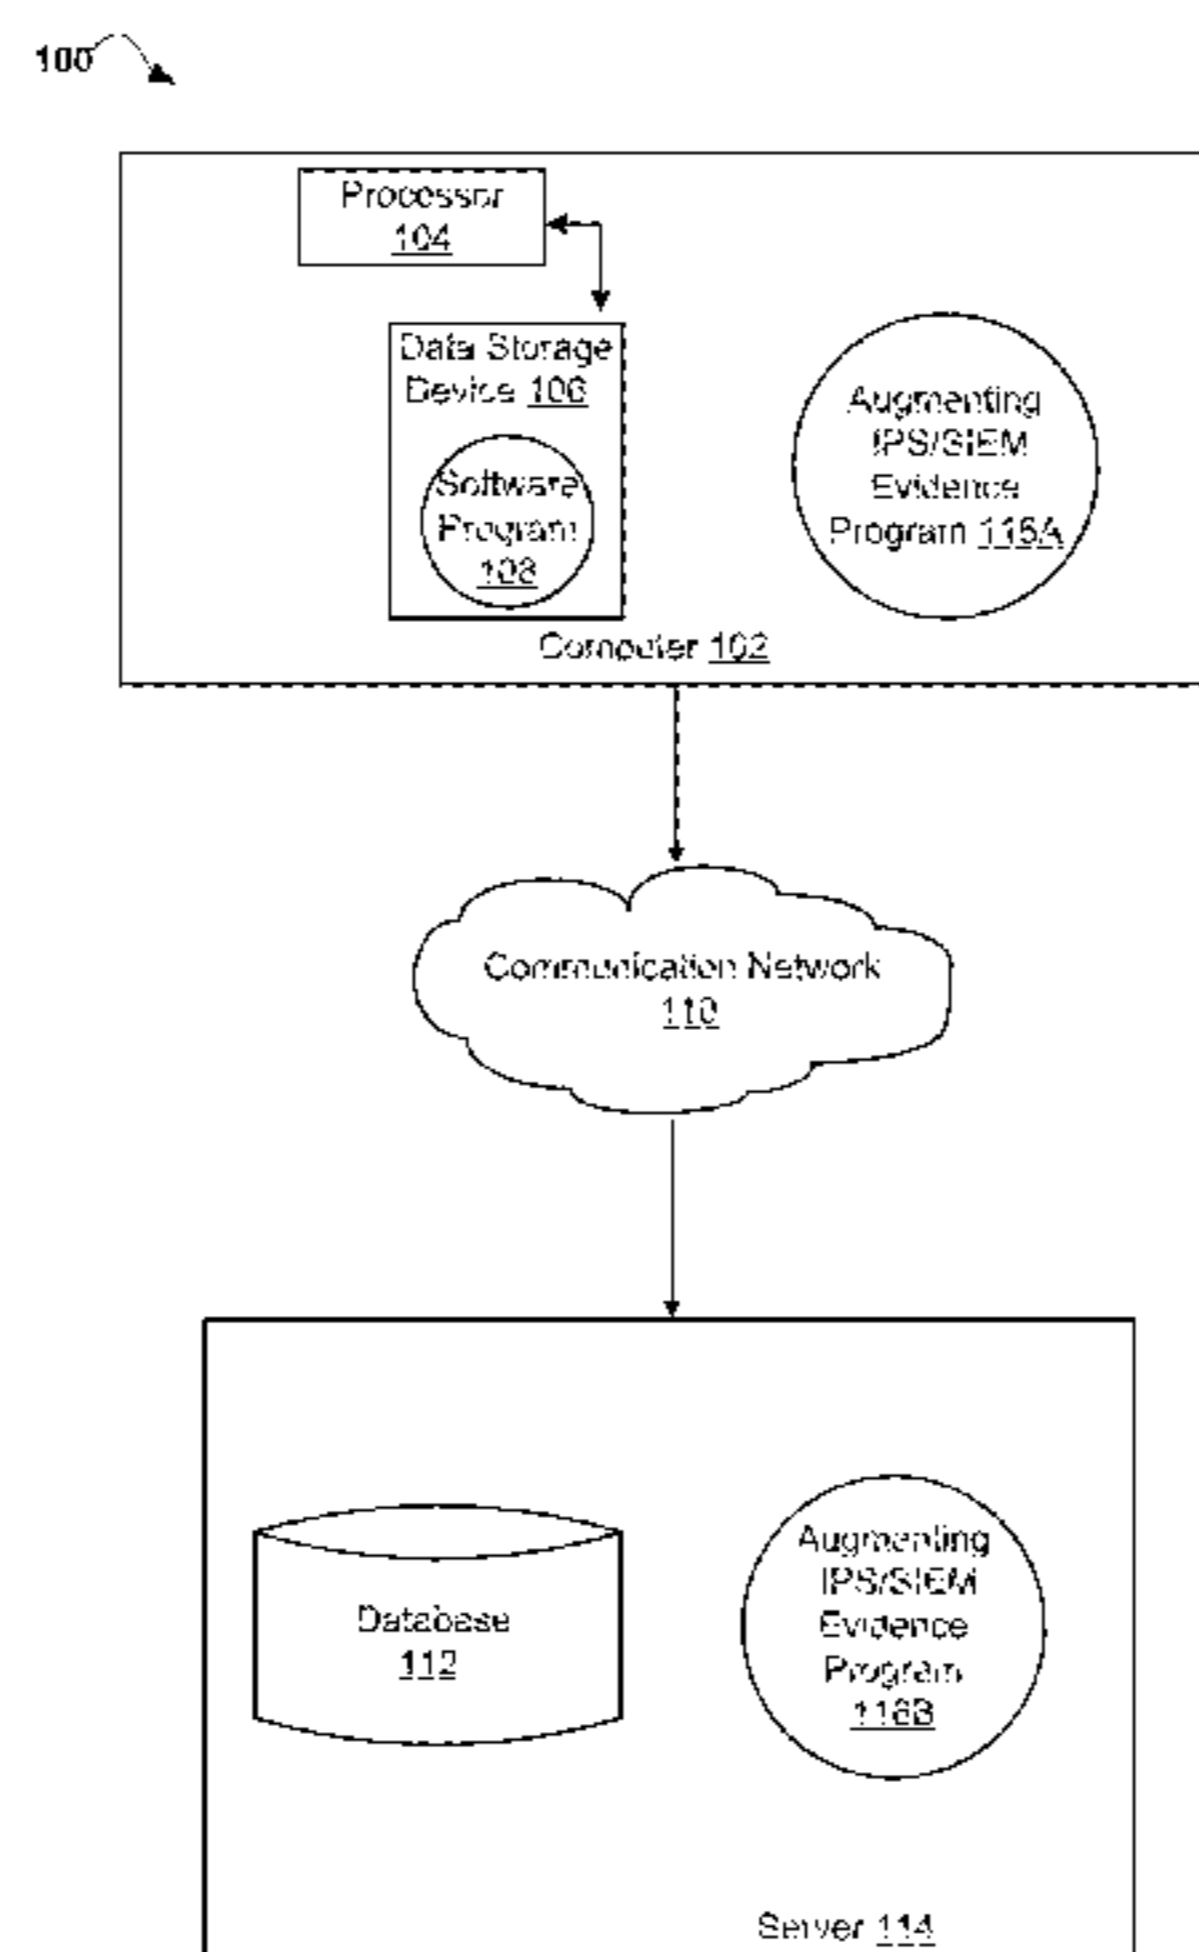 100
Processor
104
Data Storage
Device 106
Software
Program
108
Augmenting
IPS/SIEM
Evidence
Program 116A
Computer 102
Communication Network
110
Database
112
Augmenting
IPS/SIEM
Evidence
Program
116B
Server 114